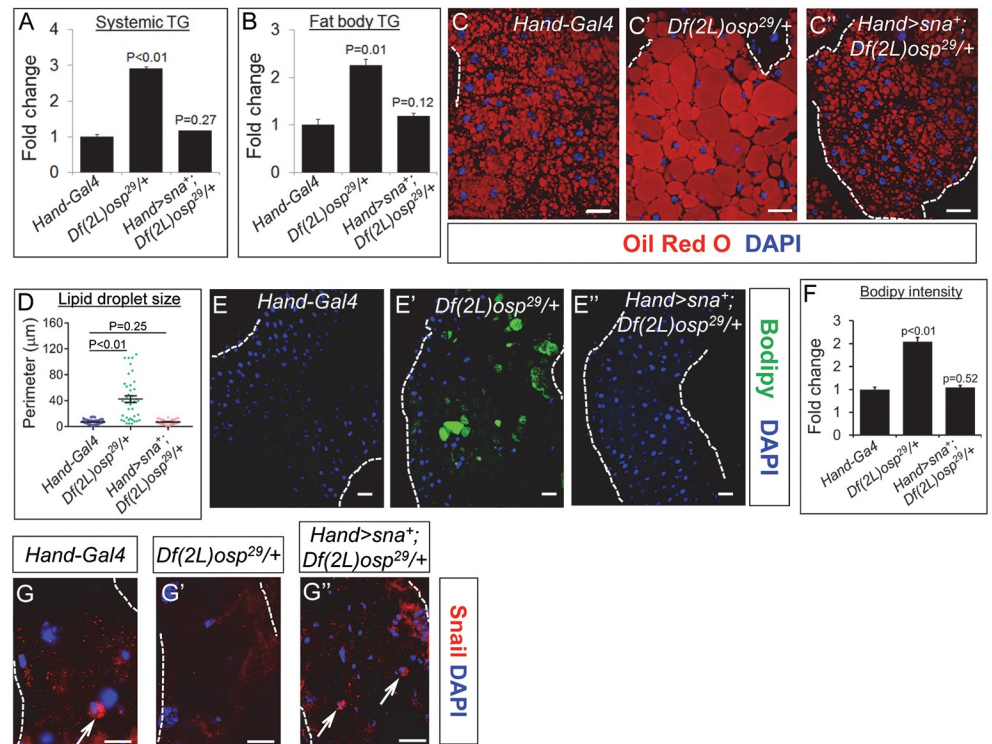 A
Systemic TG
Fold change
4
3
2
1
0
P<0.01
P=0.27
Hand-Gal4
Df(2L)osp29/+
Hand>sna+;
Df(2L)osp29/+
B
Fat body TG
Fold change
3
2
1
0
P=0.01
P=0.12
Hand-Gal4
Df(2L)osp29/+
Hand>sna+;
Df(2L)osp29/+
C
Hand-Gal4
C'
Df(2L)osp29/+
C''
Hand>sna+;
Df(2L)osp29/+
Oil Red O DAPI
D
Lipid droplet size
Perimeter (µm)
160
120
80
40
0
P=0.25
P<0.01
Hand-Gal4
Df(2L)osp29/+
Hand>sna+;
Df(2L)osp29/+
E
Hand-Gal4
E'
Df(2L)osp29/+
E''
Hand>sna+;
Df(2L)osp29/+
Bodipy DAPI
F
Bodipy intensity
Fold change
3
2
2
1
1
0
p<0.01
p=0.52
Hand-Gal4
Df(2L)osp29/+
Hand>sna+;
Df(2L)osp29/+
Hand-Gal4
Df(2L)osp29/+
Hand>sna+;
Df(2L)osp29/+
G
G'
G''
Snail DAPI